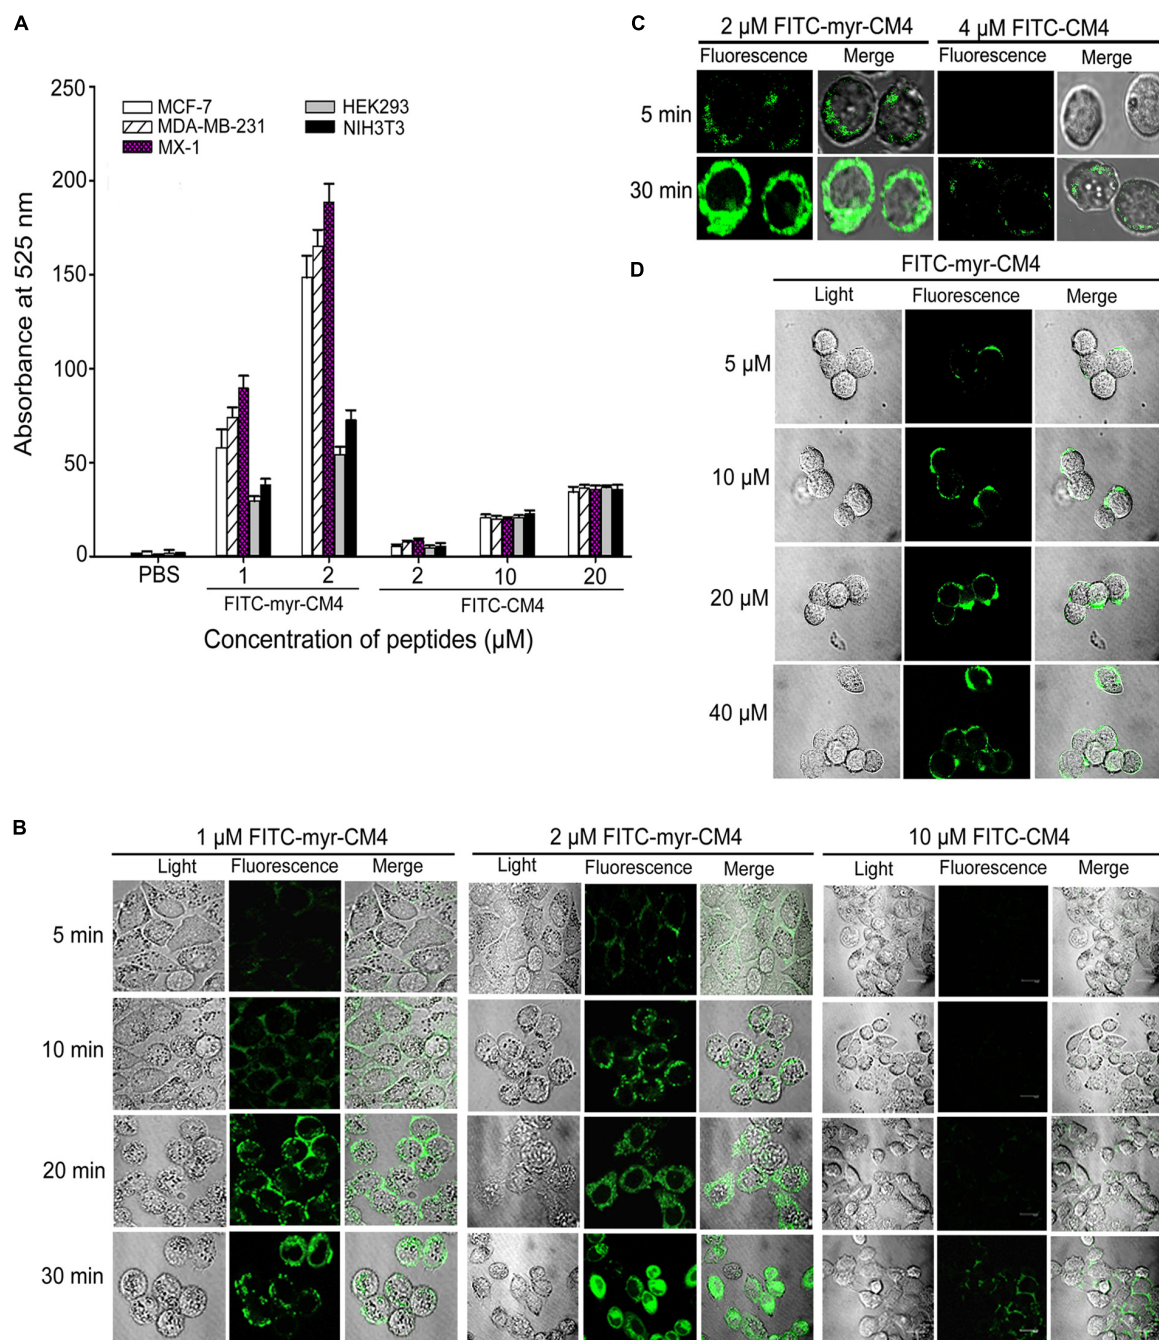 A
Absorbance at 525 nm
250
200
150
100
50
0
MCF-7
MDA-MB-231
MX-1
HEK293
NIH3T3
PBS 1 2 2 10 20
FITC-myr-CM4 FITC-CM4
Concentration of peptides (µM)
C
2 µM FITC-myr-CM4 4 µM FITC-CM4
Fluorescence Merge Fluorescence Merge
5 min
30 min
D
FITC-myr-CM4
Light Fluorescence Merge
5 µM
10 µM
20 µM
40 µM
B
1 µM FITC-myr-CM4 2 µM FITC-myr-CM4 10 µM FITC-CM4
Light Fluorescence Merge Light Fluorescence Merge Light Fluorescence Merge
5 min
10 min
20 min
30 min